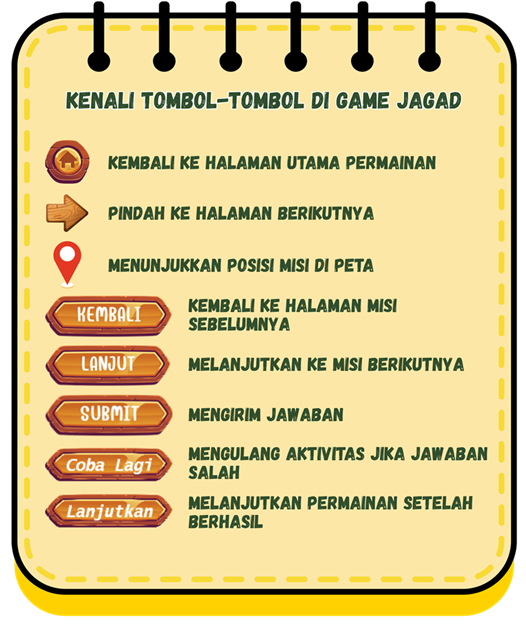 KENALI TOMBOL-TOMBOL DI GAME JAGAD
KEMBALI KE HALAMAN UTAMA PERMAINAN
PINDAH KE HALAMAN BERIKUTNYA
MENUNJUKKAN POSISI MISI DI PETA
KEMBALI
KEMBALI KE HALAMAN MISI
SEBELUMNYA
LANJUT
MELANJUTKAN KE MISI BERIKUTNYA
SUBMIT
MENGIRIM JAWABAN
Coba Lagi
MENGULANG AKTIVITAS JIKA JAWABAN
SALAH
Lanjutkan
MELANJUTKAN PERMAINAN SETELAH
BERHASIL